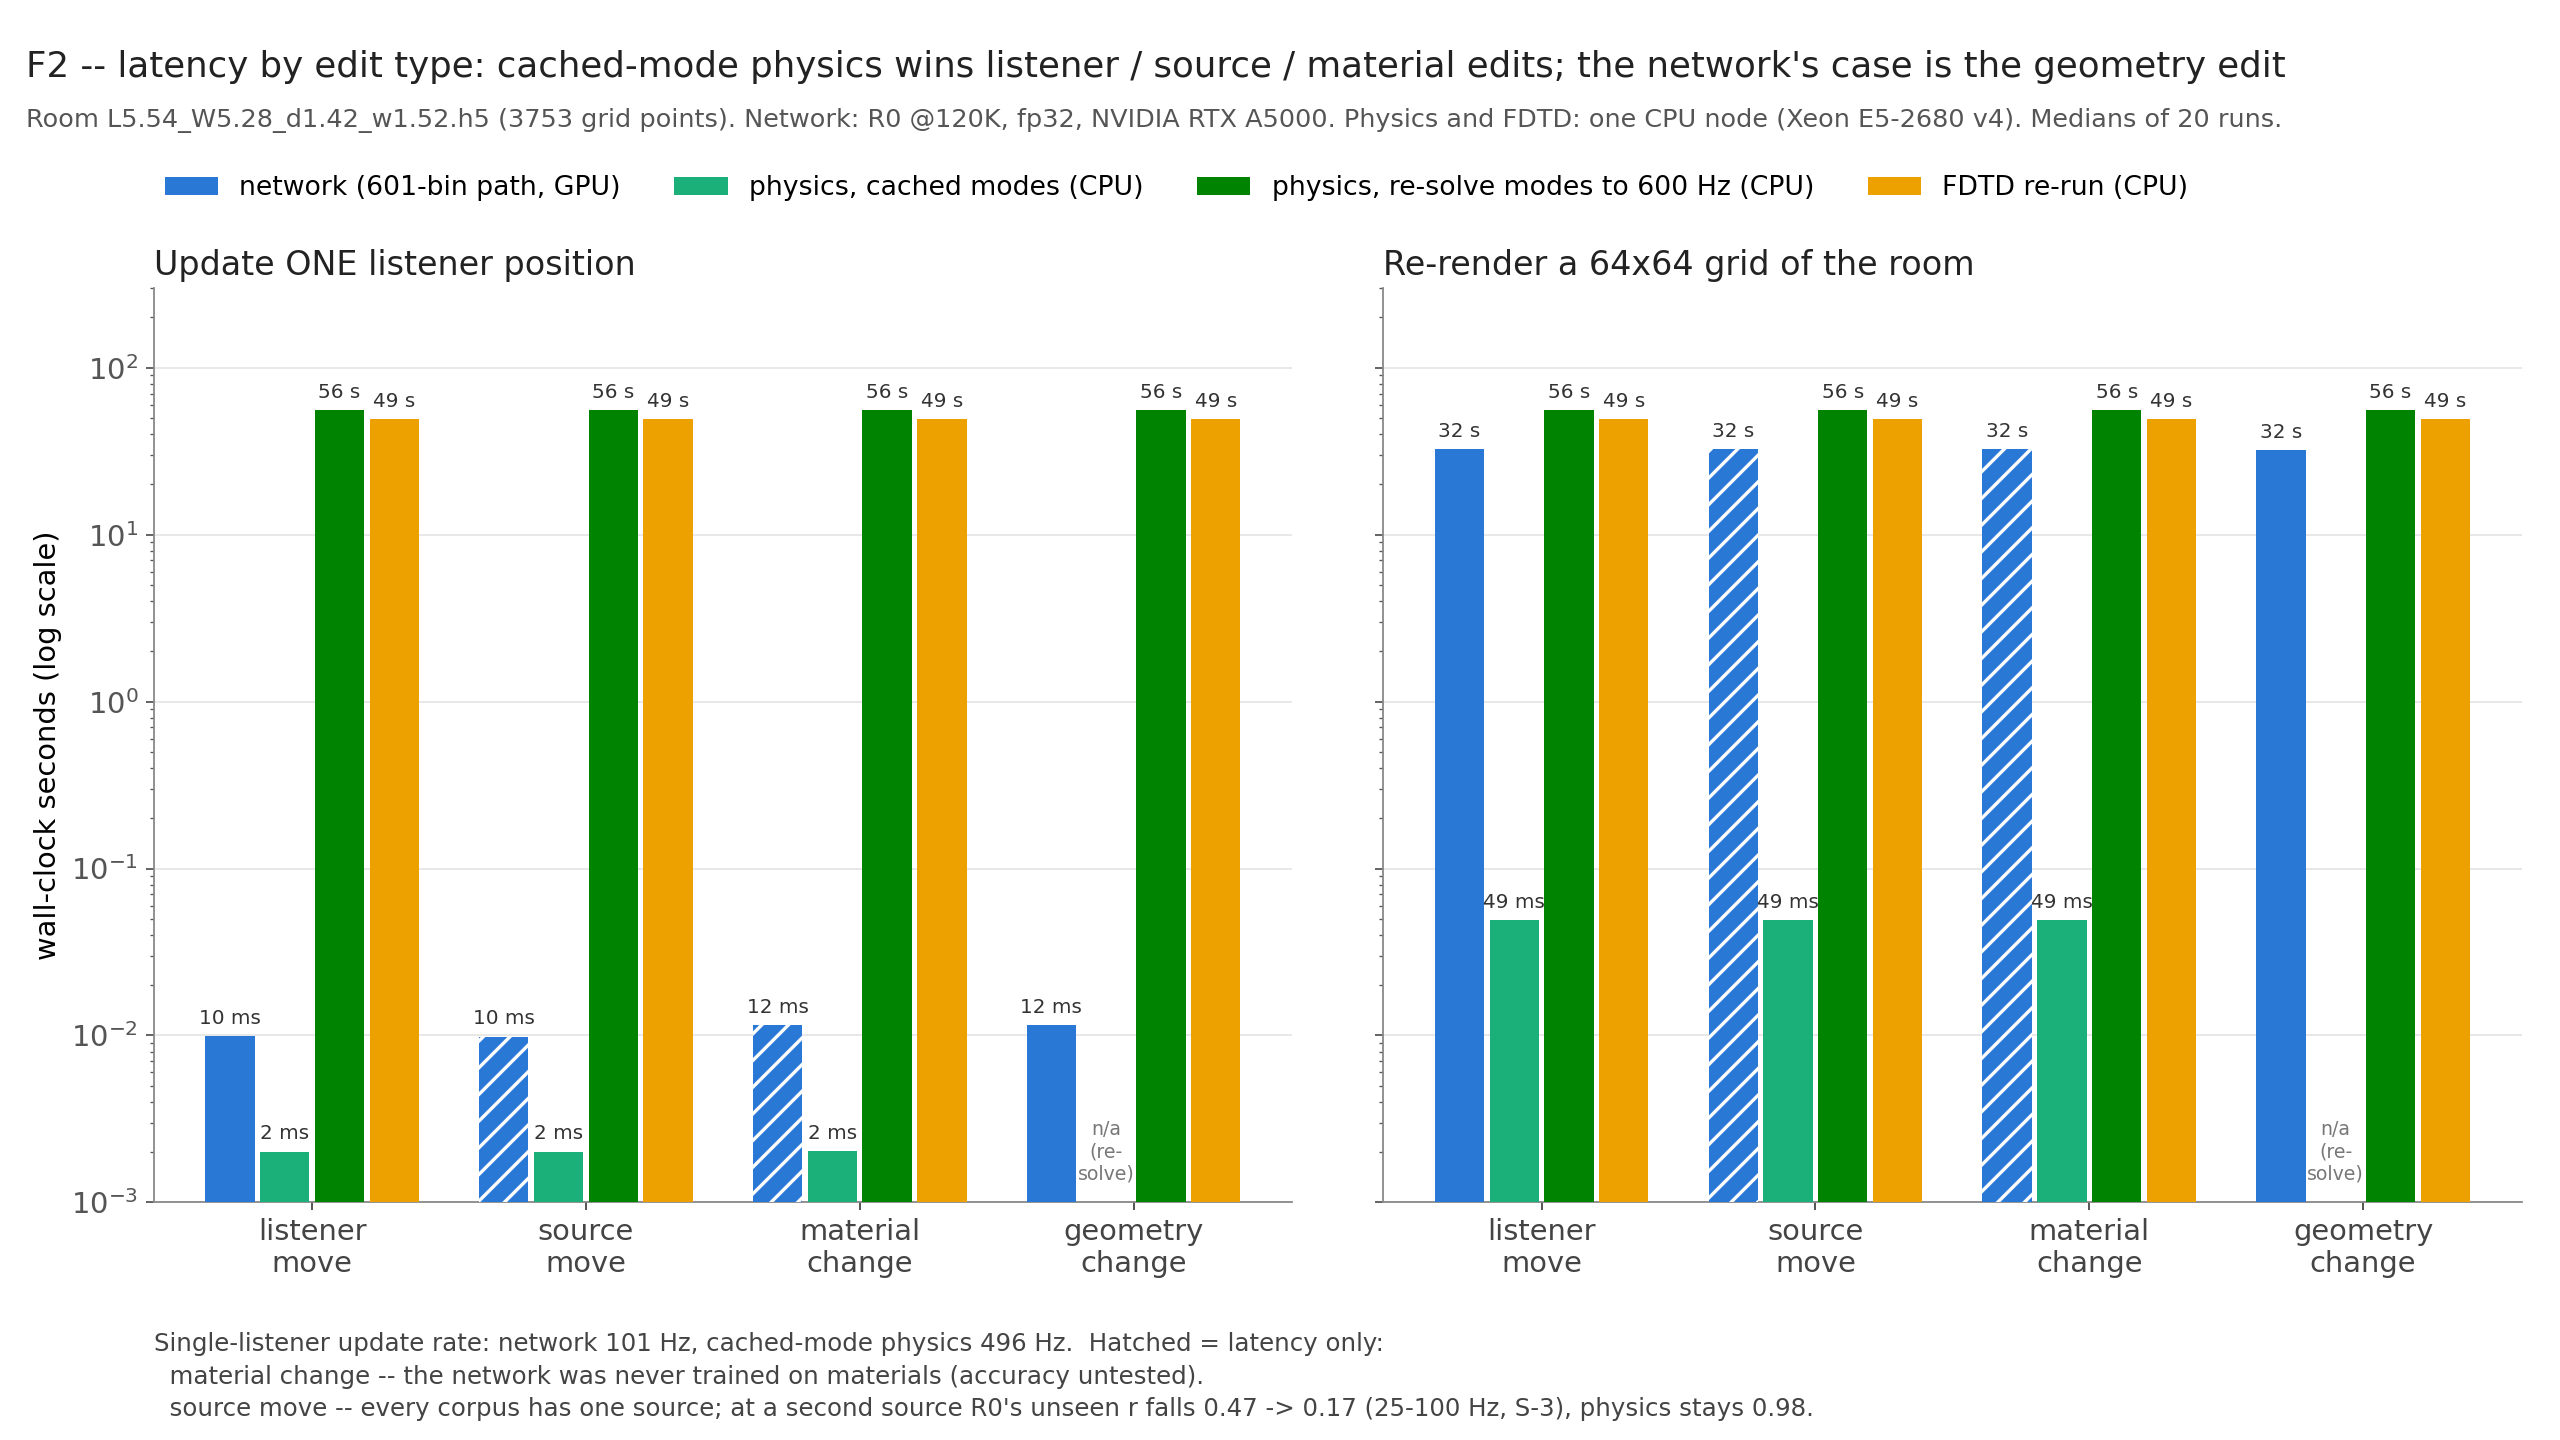 F2 -- latency by edit type: cached-mode physics wins listener / source / material edits; the network's case is the geometry edit
Room L5.54_W5.28_d1.42_w1.52.h5 (3753 grid points). Network: R0 @120K, fp32, NVIDIA RTX A5000. Physics and FDTD: one CPU node (Xeon E5-2680 v4). Medians of 20 runs.
network (601-bin path, GPU)
physics, cached modes (CPU)
physics, re-solve modes to 600 Hz (CPU)
FDTD re-run (CPU)
Update ONE listener position
wall-clock seconds (log scale)
10²
10¹
10⁰
10⁻¹
10⁻²
10⁻³
10 ms
2 ms
56 s
49 s
10 ms
2 ms
56 s
49 s
12 ms
2 ms
56 s
49 s
12 ms
n/a
(re-
solve)
56 s
49 s
listener
move
source
move
material
change
geometry
change
Re-render a 64x64 grid of the room
32 s
49 ms
56 s
49 s
32 s
49 ms
56 s
49 s
32 s
49 ms
56 s
49 s
32 s
n/a
(re-
solve)
56 s
49 s
listener
move
source
move
material
change
geometry
change
Single-listener update rate: network 101 Hz, cached-mode physics 496 Hz.  Hatched = latency only:
material change -- the network was never trained on materials (accuracy untested).
source move -- every corpus has one source; at a second source R0's unseen r falls 0.47 -> 0.17 (25-100 Hz, S-3), physics stays 0.98.